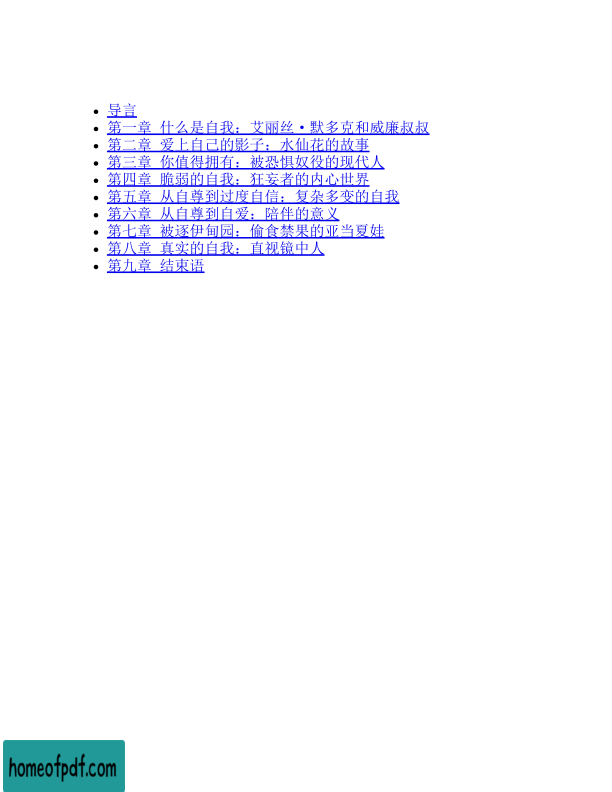 导言
第一章 什么是自我：艾丽丝·默多克和威廉叔叔
第二章 爱上自己的影子：水仙花的故事
第三章 你值得拥有：被恐惧奴役的现代人
第四章 脆弱的自我：狂妄者的内心世界
第五章 从自尊到过度自信：复杂多变的自我
第六章 从自尊到自爱：陪伴的意义
第七章 被逐伊甸园：偷食禁果的亚当夏娃
第八章 真实的自我：直视镜中人
第九章 结束语
homeofpdf.com